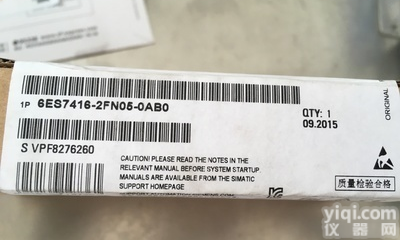 1P 6ES7416-2FN05-0AB0
QTY: 1
09.2015
ORIGINAL
S VPF8276260
CAUTION! PLEASE READ THE NOTES IN THE
RELEVANT MANUAL BEFORE SYSTEM STARTUP.
MANUALS ARE AVAILABLE FROM THE SIMATIC
SUPPORT HOMEPAGE
质量检验合格
yiqi.com
仪器网